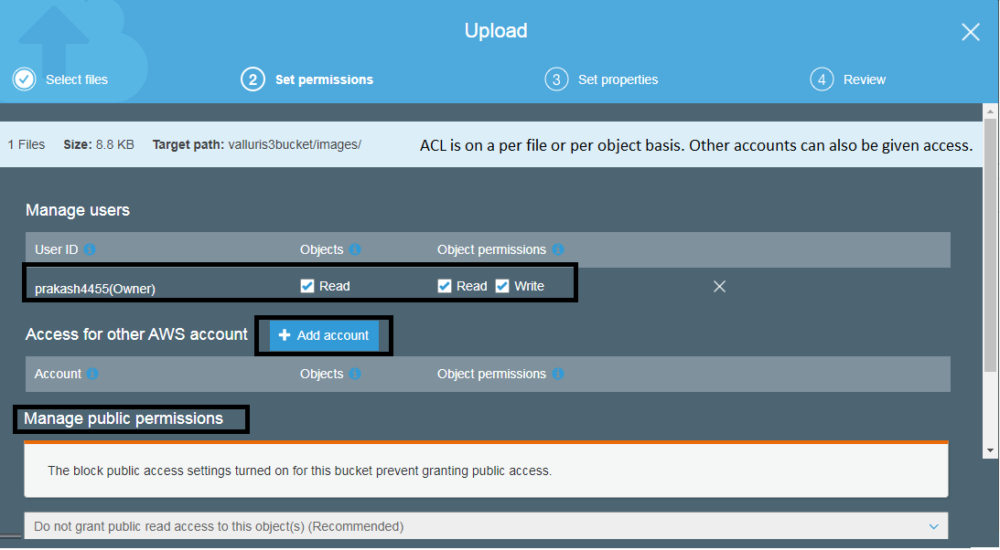 Upload
Select files 2 Set permissions 3 Set properties 4 Review
1 Files Size: 8.8 KB Target path: valluris3bucket/images/ ACL is on a per file or per object basis. Other accounts can also be given access.
Manage users
User ID Objects Object permissions
prakash4455(Owner) Read Read Write
Access for other AWS account + Add account
Account Objects Object permissions
Manage public permissions
The block public access settings turned on for this bucket prevent granting public access.
Do not grant public read access to this object(s) (Recommended)